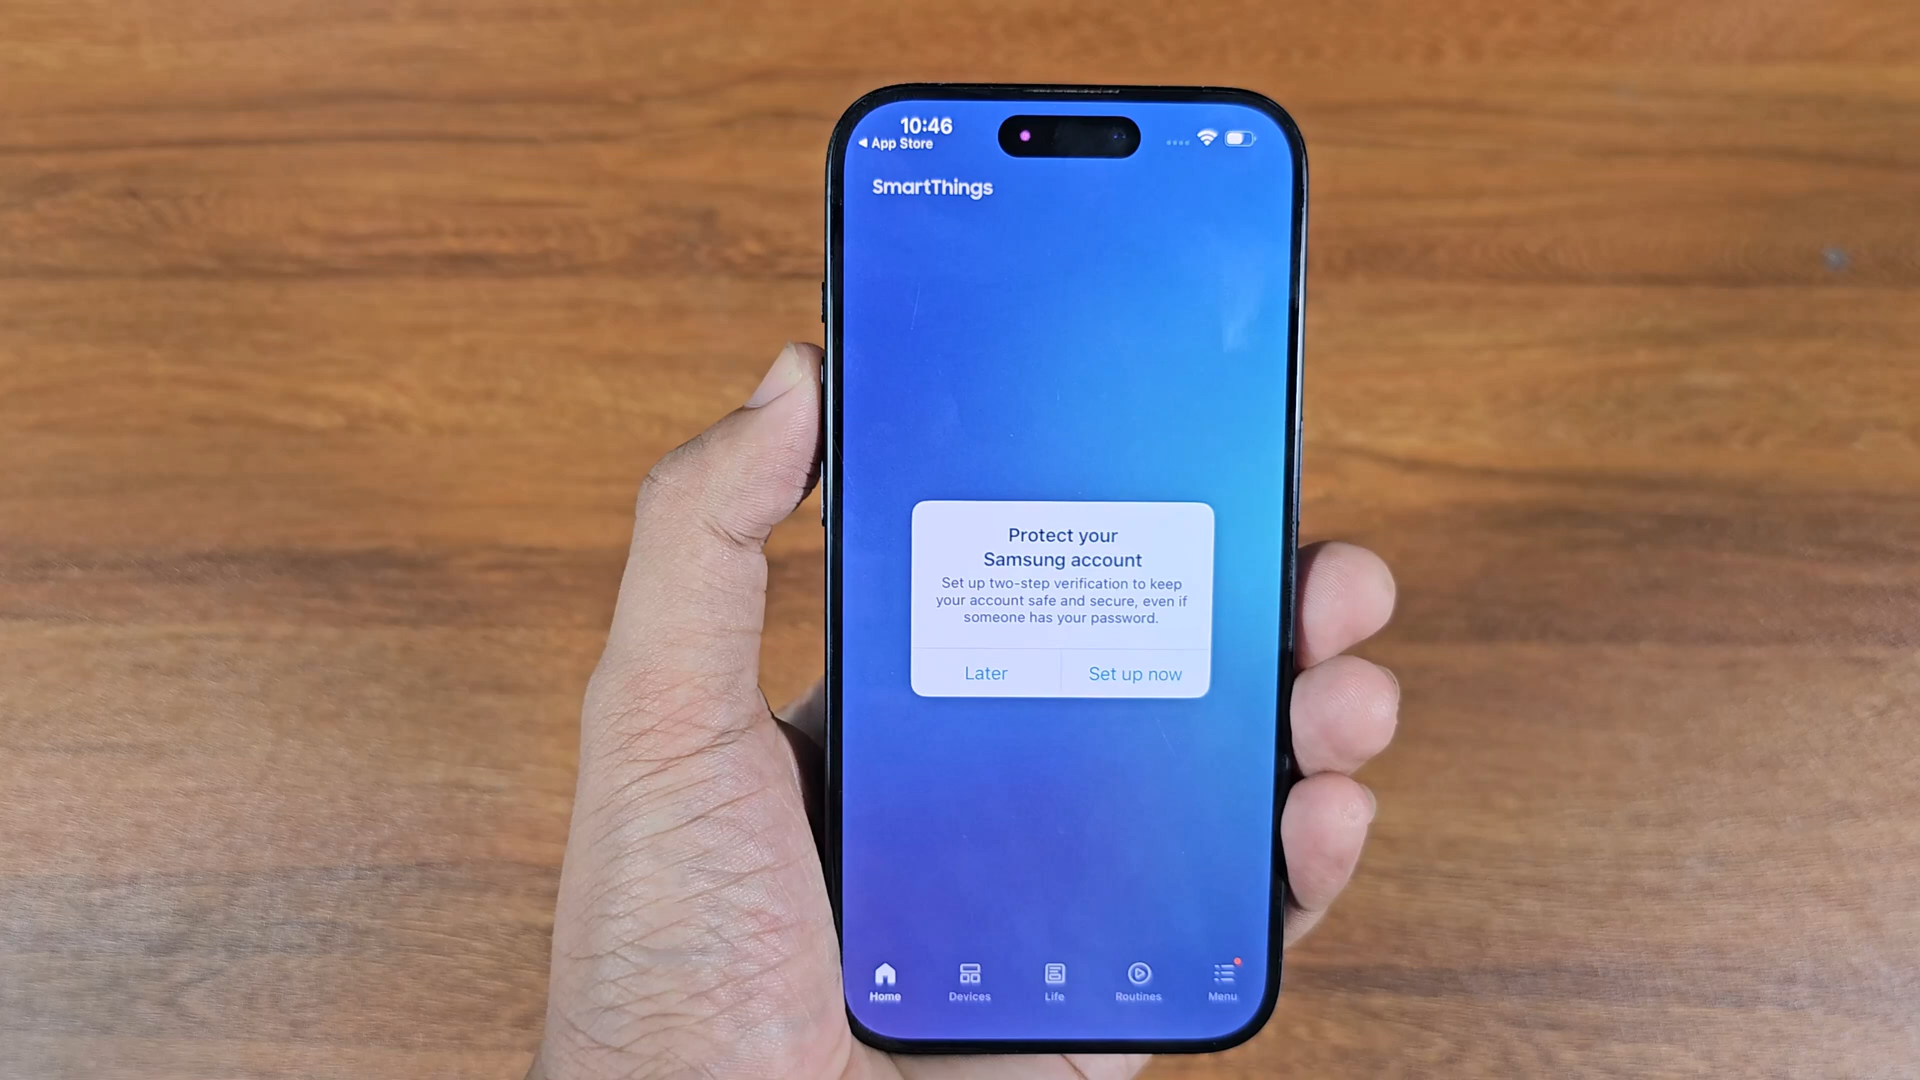 10:46
App Store
SmartThings
Protect your
Samsung account
Set up two-step verification to keep
your account safe and secure, even if
someone has your password.
Later
Set up now
Home
Devices
Life
Routines
Menu